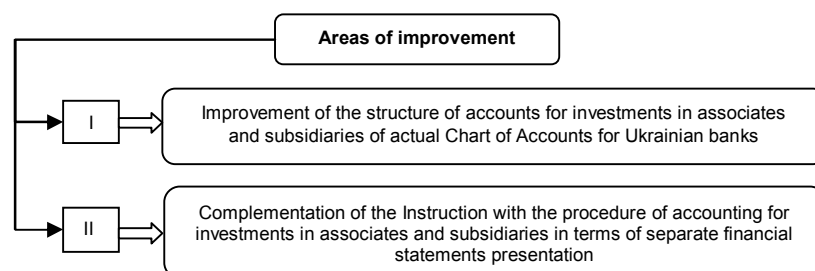 Areas of improvement
I
Improvement of the structure of accounts for investments in associates
and subsidiaries of actual Chart of Accounts for Ukrainian banks
II
Complementation of the Instruction with the procedure of accounting for
investments in associates and subsidiaries in terms of separate financial
statements presentation